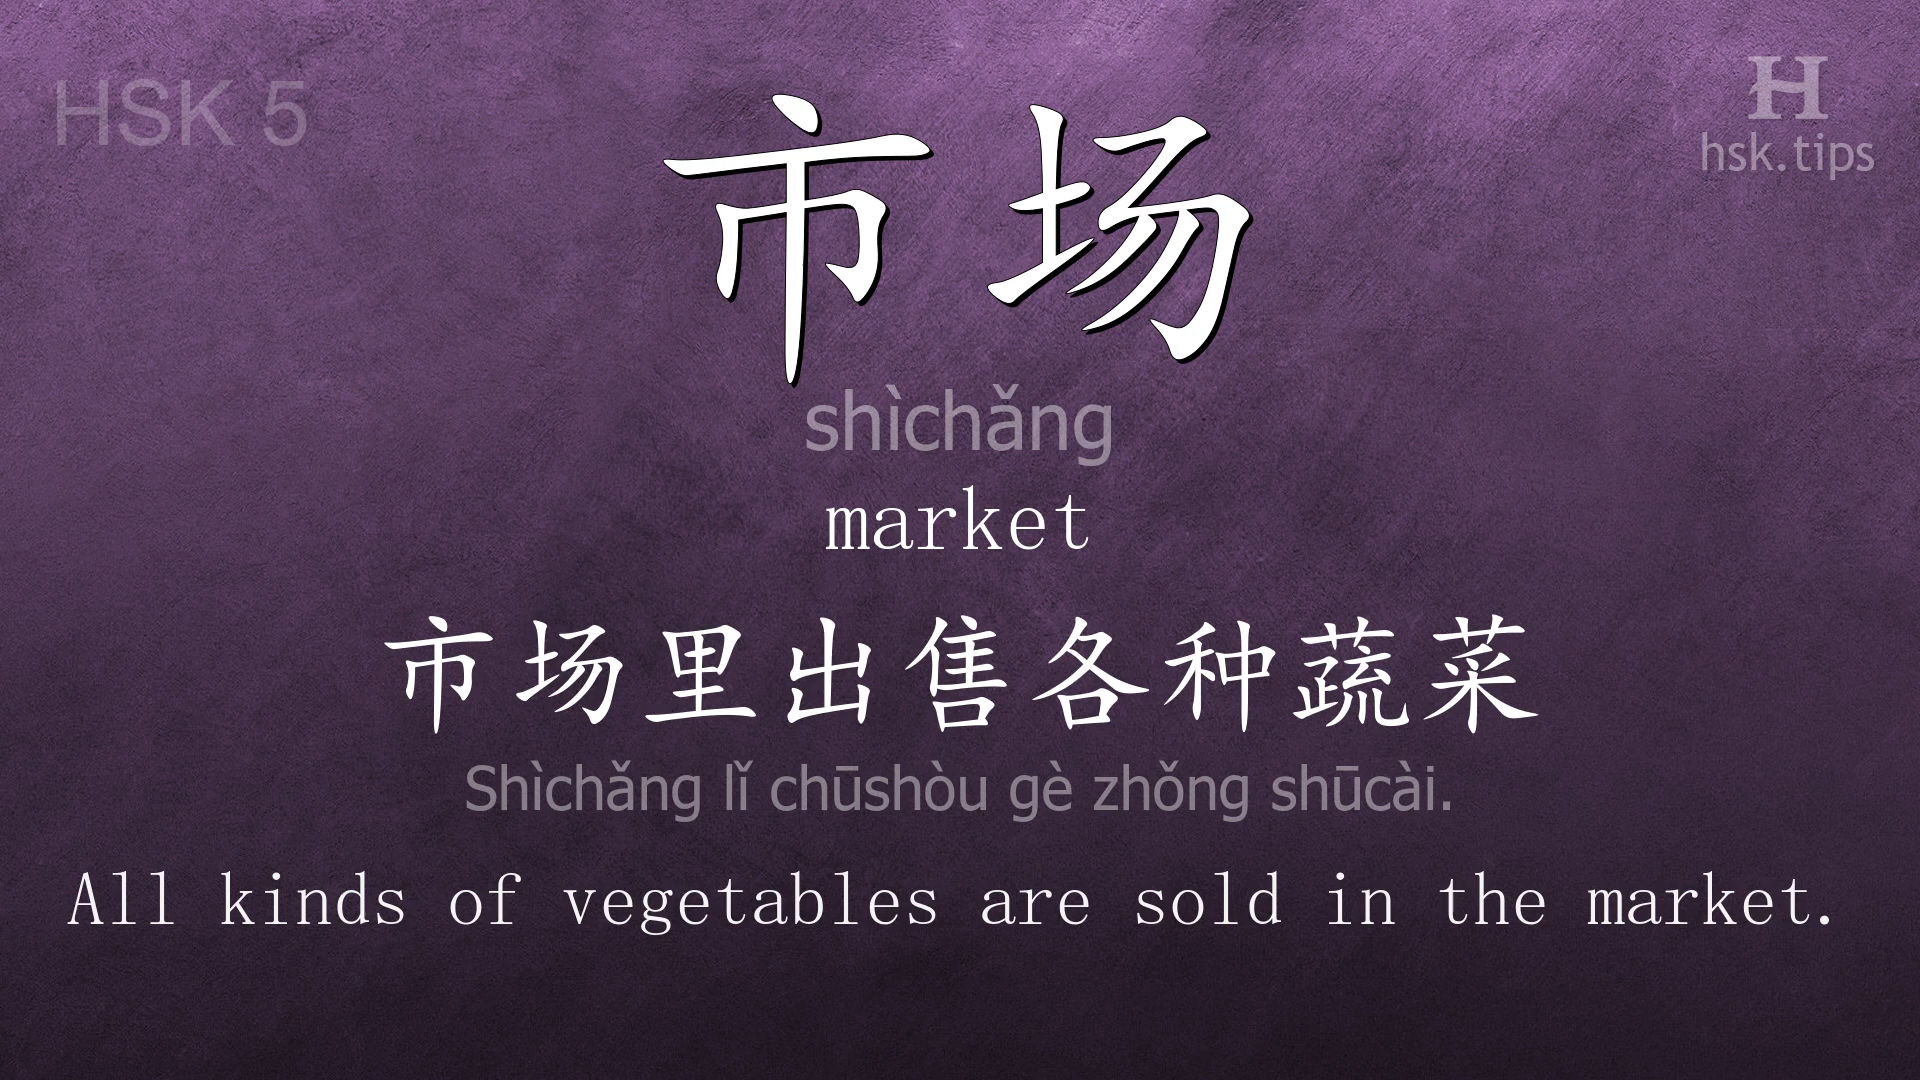 HSK 5
H
hsk.tips
市场
shìchǎng
market
市场里出售各种蔬菜
Shìchǎng lǐ chūshòu gè zhǒng shūcài.
All kinds of vegetables are sold in the market.